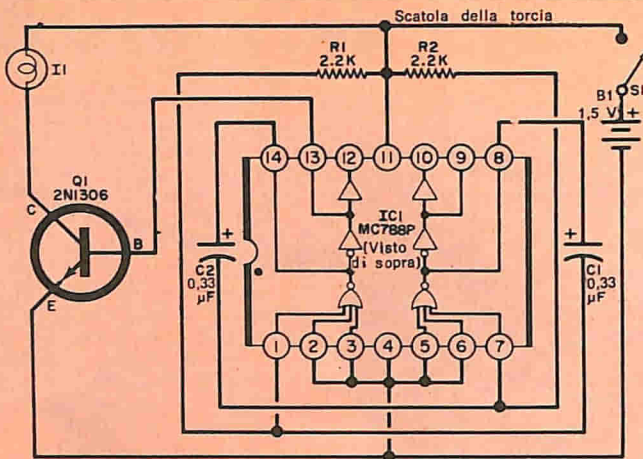 Scatola della torcia
I1
R1
2.2K
R2
2.2K
B1
S1
1,5 V
+
14
13
12
11
10
9
8
Q1
2N1306
C
B
E
+
C2
0,33
µF
IC1
MC788P
(Visto
di sopra)
+
C1
0,33
µF
1
2
3
4
5
6
7